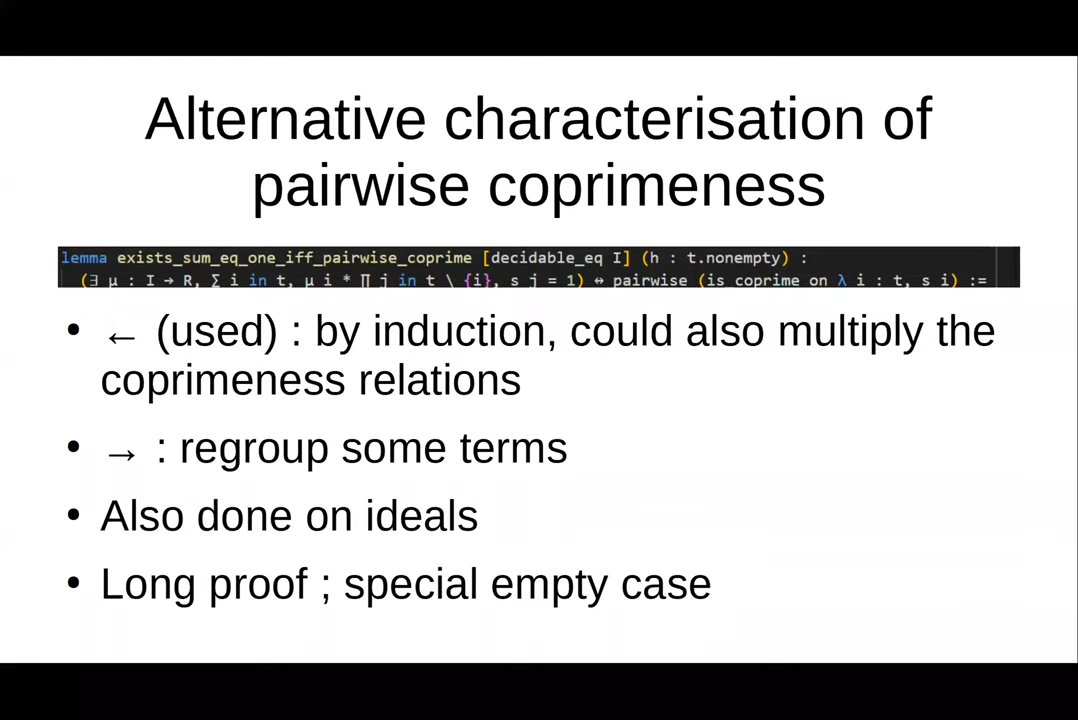 Alternative characterisation of
pairwise coprimeness
lemma exists_sum_eq_one_iff_pairwise_coprime [decidable_eq I] (h : t.nonempty) :
(∃ μ : I → R, ∑ i in t, μ i * ∏ j in t \ {i}, s j = 1) ↔ pairwise (is_coprime on λ i : t, s i) :=
• ← (used) : by induction, could also multiply the
coprimeness relations
• → : regroup some terms
• Also done on ideals
• Long proof ; special empty case